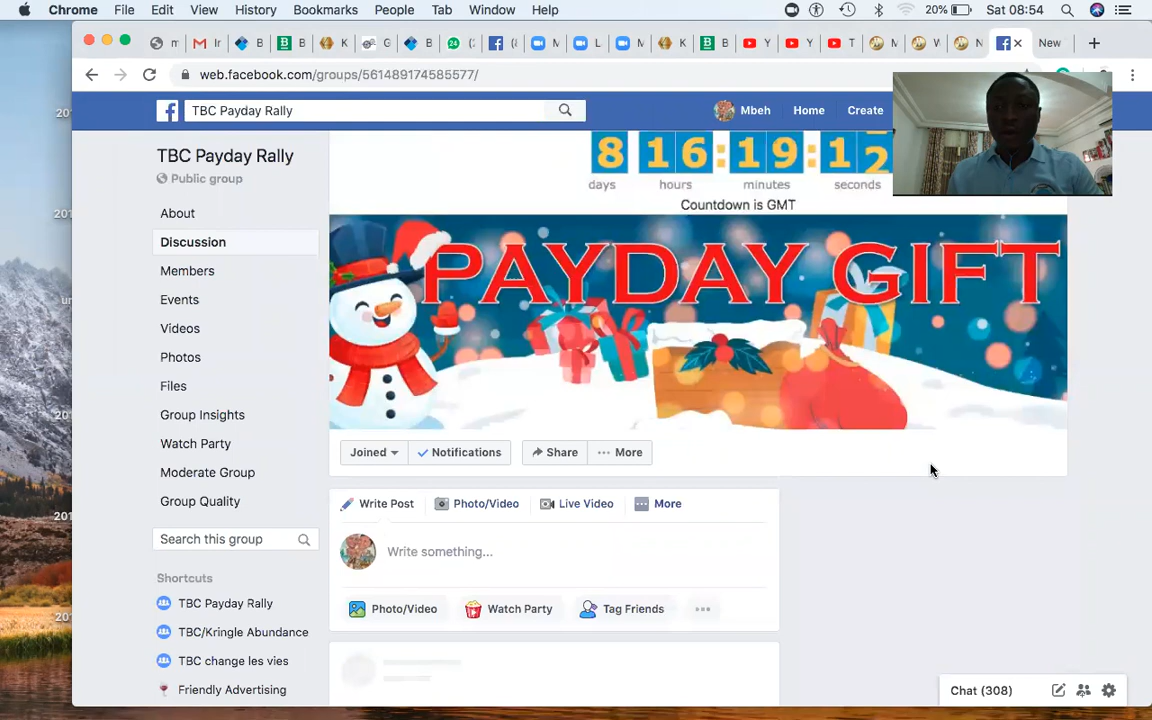 Chrome File Edit View History Bookmarks People Tab Window Help 20% Sat 08:54
New
web.facebook.com/groups/561489174585577/
TBC Payday Rally Mbeh Home Create
TBC Payday Rally
Public group
About
Discussion
Members
Events
Videos
Photos
Files
Group Insights
Watch Party
Moderate Group
Group Quality
Search this group
Shortcuts
TBC Payday Rally
TBC/Kringle Abundance
TBC change les vies
Friendly Advertising
8 16:19:12
days hours minutes seconds
Countdown is GMT
PAYDAY GIFT
Joined Notifications Share More
Write Post Photo/Video Live Video More
Write something...
Photo/Video Watch Party Tag Friends
Chat (308)